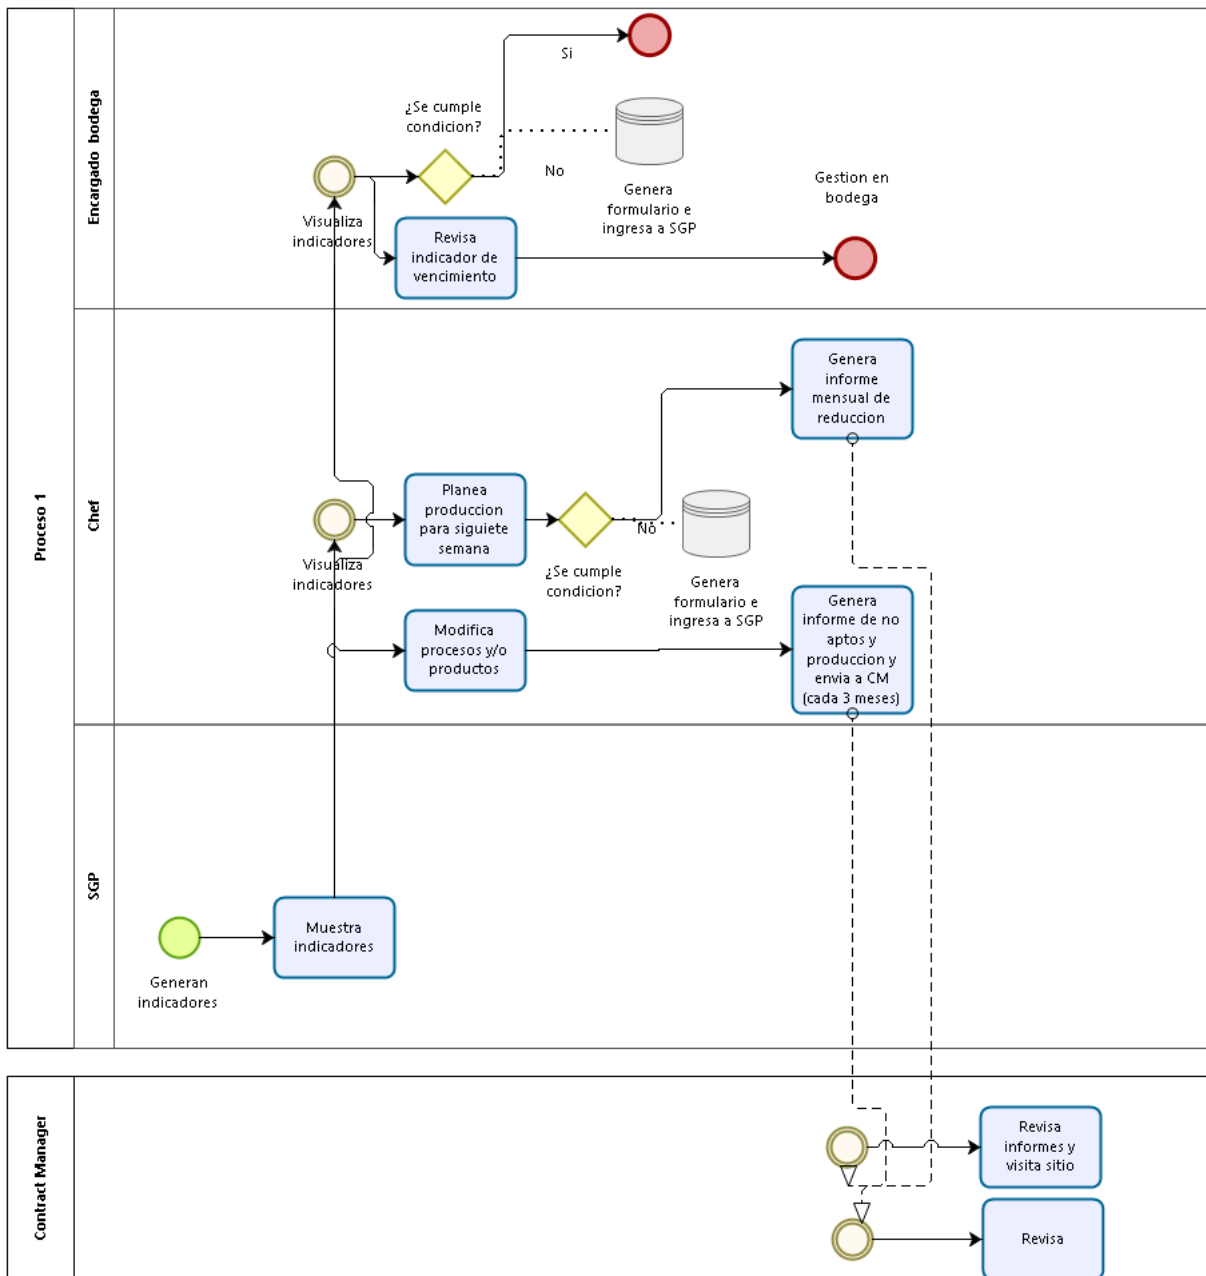 Proceso 1
Encargado bodega
Si
¿Se cumple
condicion?
No
Genera
formulario e
ingresa a SGP
Gestion en
bodega
Visualiza
indicadores
Revisa
indicador de
vencimiento
Chef
Genera
informe
mensual de
reduccion
Planea
produccion
para siguiete
semana
No
Visualiza
indicadores
¿Se cumple
condicion?
Genera
formulario e
ingresa a SGP
Modifica
procesos y/o
productos
Genera
informe de no
aptos y
produccion y
envia a CM
(cada 3 meses)
SGP
Muestra
indicadores
Generan
indicadores
Contract Manager
Revisa
informes y
visita sitio
Revisa